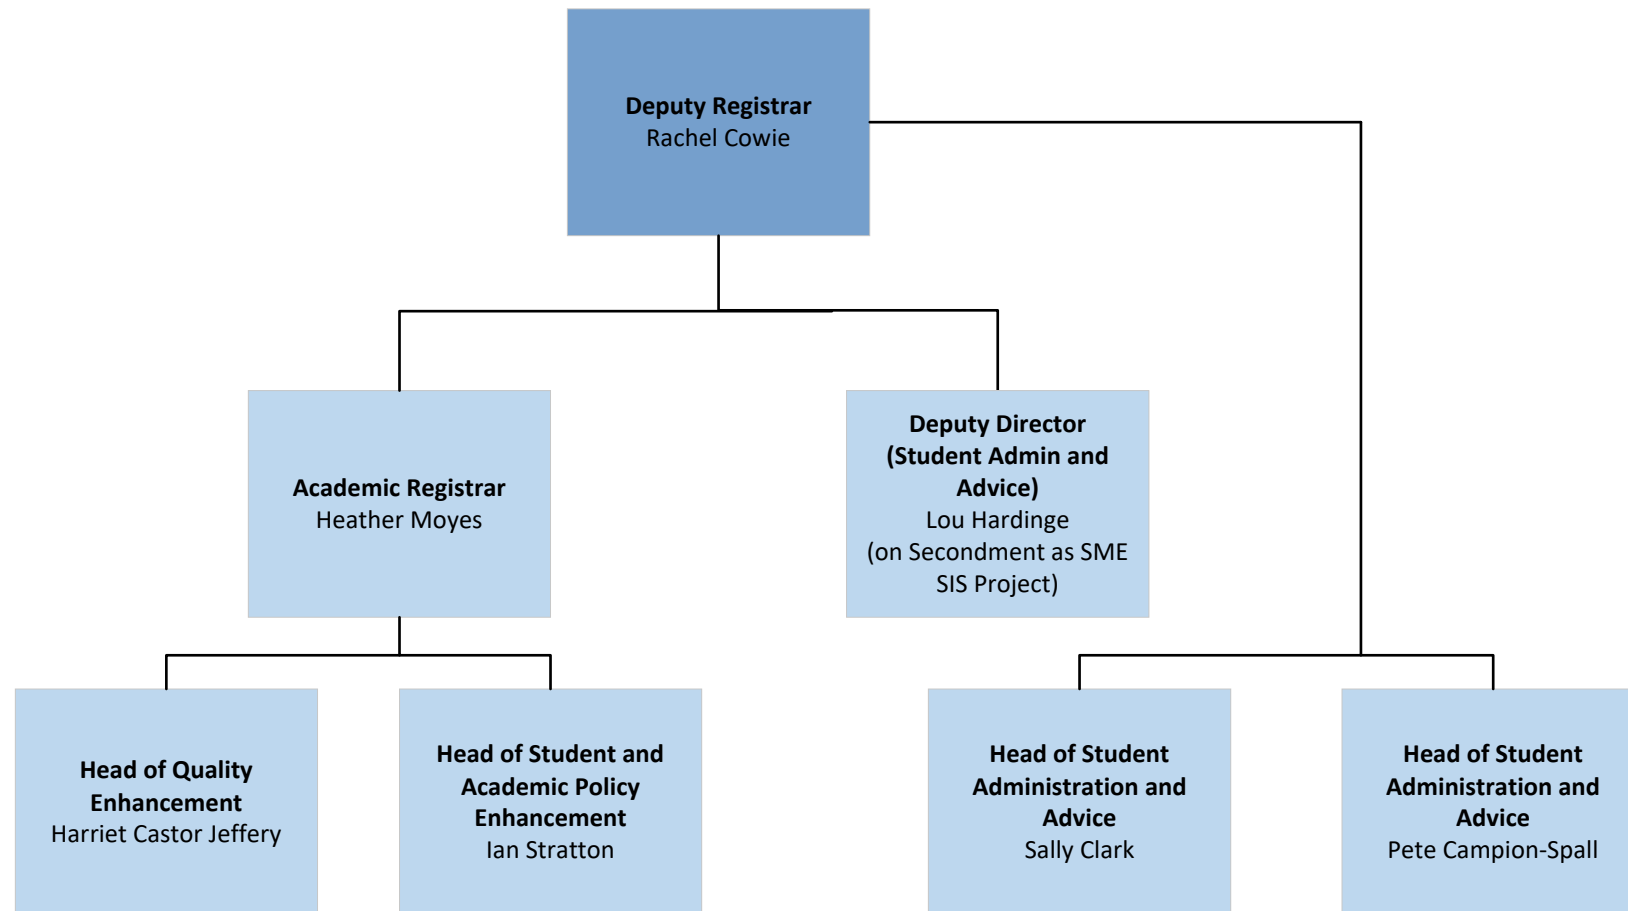 Deputy Registrar
Rachel Cowie
Academic Registrar
Heather Moyes
Deputy Director
(Student Admin and
Advice)
Lou Hardinge
(on Secondment as SME
SIS Project)
Head of Quality
Enhancement
Harriet Castor Jeffery
Head of Student and
Academic Policy
Enhancement
Ian Stratton
Head of Student
Administration and
Advice
Sally Clark
Head of Student
Administration and
Advice
Pete Campion-Spall